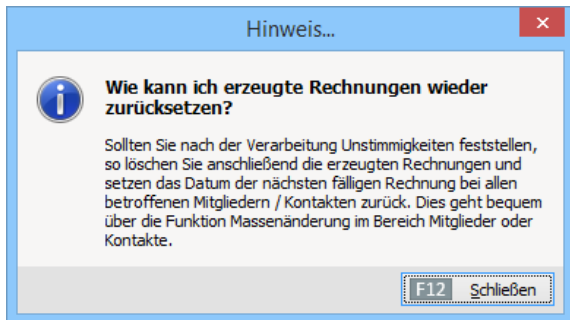 Hinweis...
Wie kann ich erzeugte Rechnungen wieder
zurücksetzen?
Sollten Sie nach der Verarbeitung Unstimmigkeiten feststellen,
so löschen Sie anschließend die erzeugten Rechnungen und
setzen das Datum der nächsten fälligen Rechnung bei allen
betroffenen Mitgliedern / Kontakten zurück. Dies geht bequem
über die Funktion Massenänderung im Bereich Mitglieder oder
Kontakte.
F12 Schließen